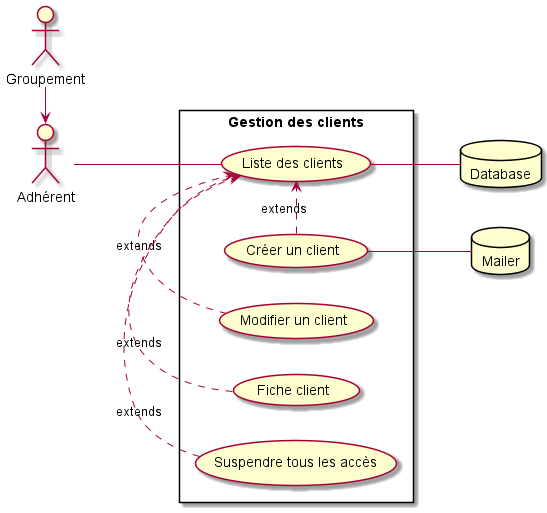 Groupement
Adhérent
Gestion des clients
Liste des clients
Database
extends
Créer un client
Mailer
extends
Modifier un client
extends
Fiche client
extends
Suspendre tous les accès